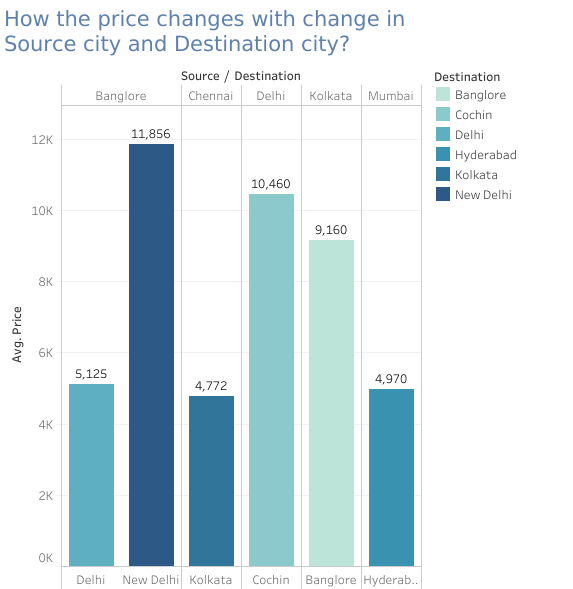 How the price changes with change in
Source city and Destination city?
Source / Destination
Banglore Chennai Delhi Kolkata Mumbai
12K
10K
8K
6K
4K
2K
0K
Avg. Price
5,125
11,856
4,772
10,460
9,160
4,970
Delhi New Delhi Kolkata Cochin Banglore Hyderab..
Destination
Banglore
Cochin
Delhi
Hyderabad
Kolkata
New Delhi